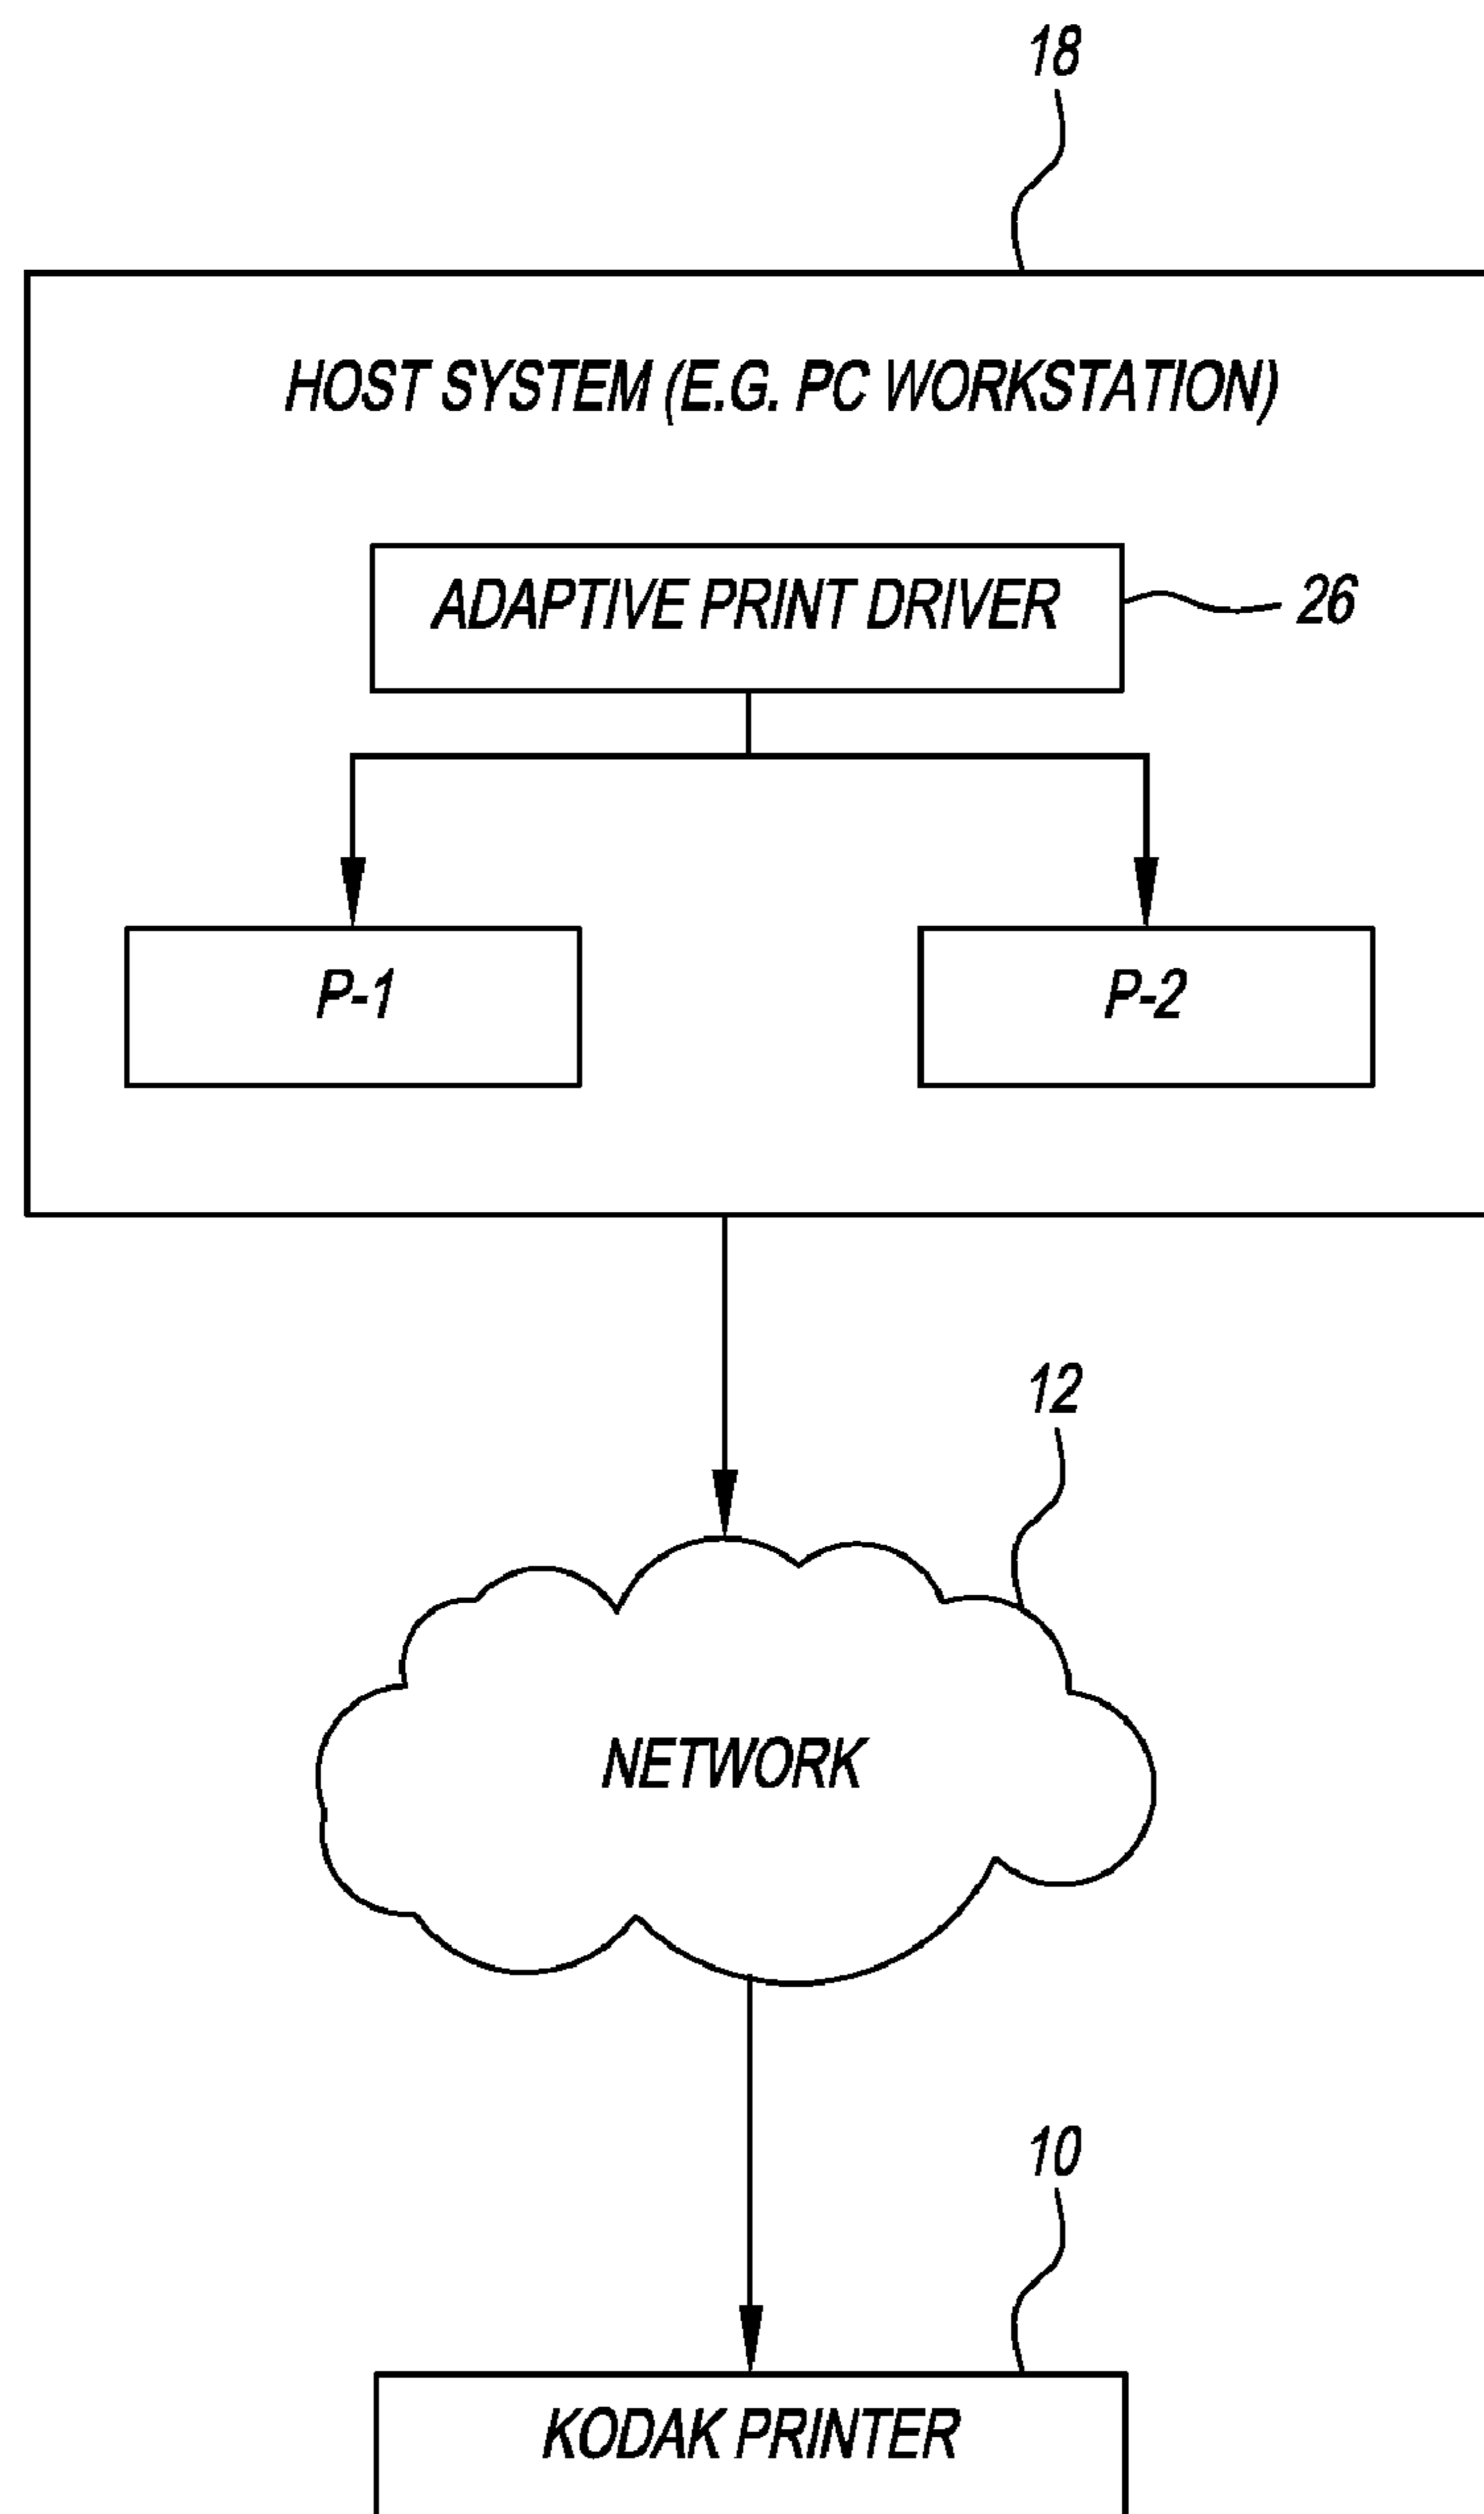 18
HOST SYSTEM (E.G. PC WORKSTATION)
ADAPTIVE PRINT DRIVER
26
P-1
P-2
12
NETWORK
10
KODAK PRINTER